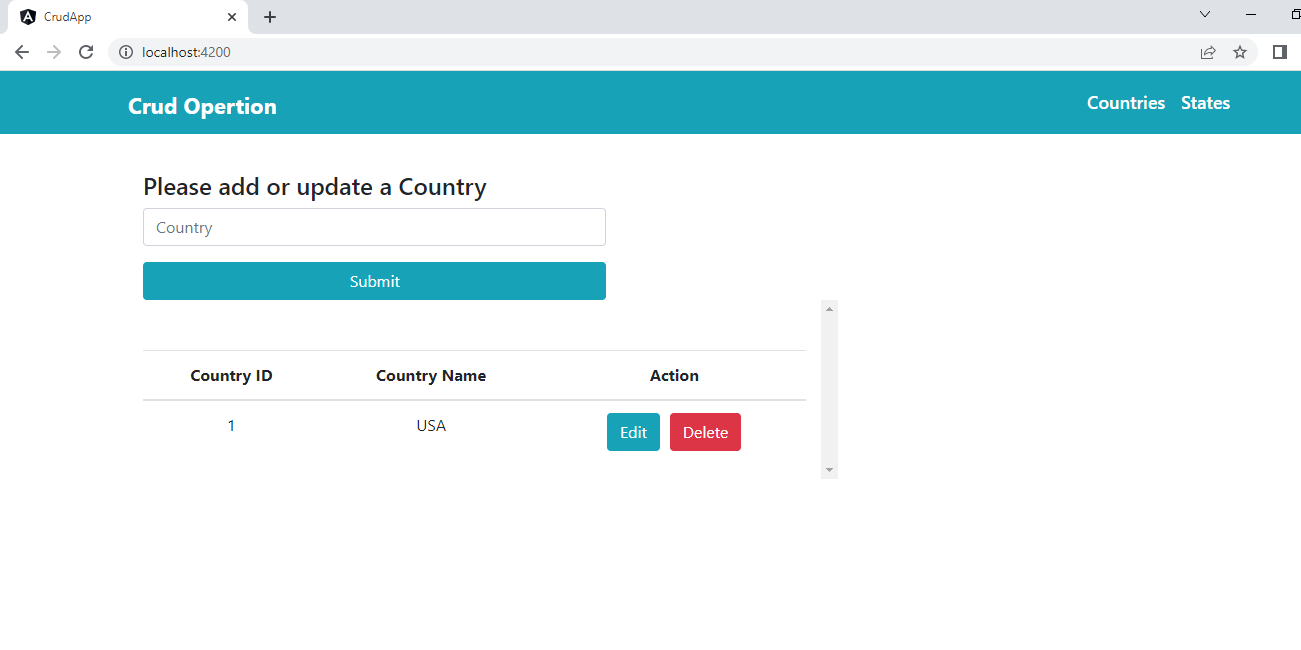 CrudApp
localhost:4200
Crud Opertion Countries States
Please add or update a Country
Country
Submit
Country ID Country Name Action
1 USA Edit Delete